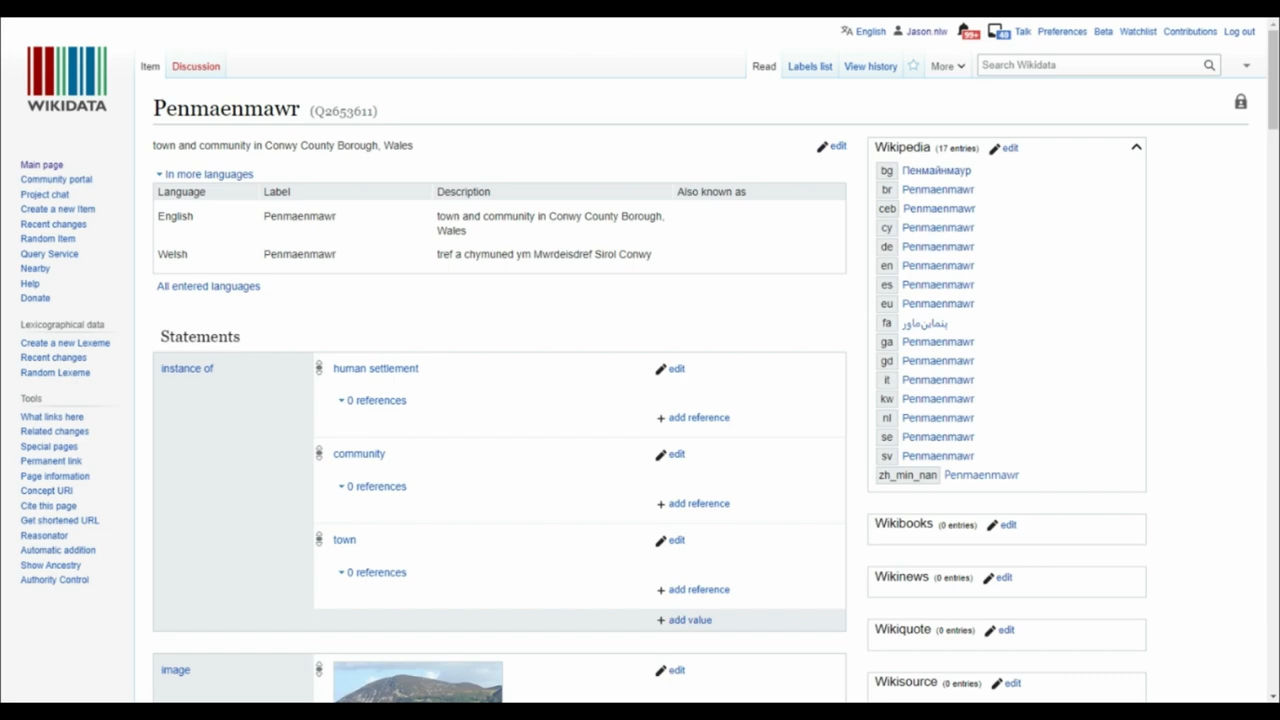 English Jason.nlw 99+ 40 Talk Preferences Beta Watchlist Contributions Log out
WIKIDATA
Item Discussion Read Labels list View history More Search Wikidata
Penmaenmawr (Q2653611)
town and community in Conwy County Borough, Wales edit
In more languages
Language Label Description Also known as
English Penmaenmawr town and community in Conwy County Borough,
Wales
Welsh Penmaenmawr tref a chymuned ym Mwrdeisdref Sirol Conwy
All entered languages
Statements
instance of human settlement edit
0 references
+ add reference
community edit
0 references
+ add reference
town edit
0 references
+ add reference
+ add value
image edit
Main page
Community portal
Project chat
Create a new Item
Recent changes
Random Item
Query Service
Nearby
Help
Donate
Lexicographical data
Create a new Lexeme
Recent changes
Random Lexeme
Tools
What links here
Related changes
Special pages
Permanent link
Page information
Concept URI
Cite this page
Get shortened URL
Reasonator
Automatic addition
Show Ancestry
Authority Control
Wikipedia (17 entries) edit
bg Пенмайнмаур
br Penmaenmawr
ceb Penmaenmawr
cy Penmaenmawr
de Penmaenmawr
en Penmaenmawr
es Penmaenmawr
eu Penmaenmawr
fa پنماین‌ماور
ga Penmaenmawr
gd Penmaenmawr
it Penmaenmawr
kw Penmaenmawr
nl Penmaenmawr
se Penmaenmawr
sv Penmaenmawr
zh_min_nan Penmaenmawr
Wikibooks (0 entries) edit
Wikinews (0 entries) edit
Wikiquote (0 entries) edit
Wikisource (0 entries) edit